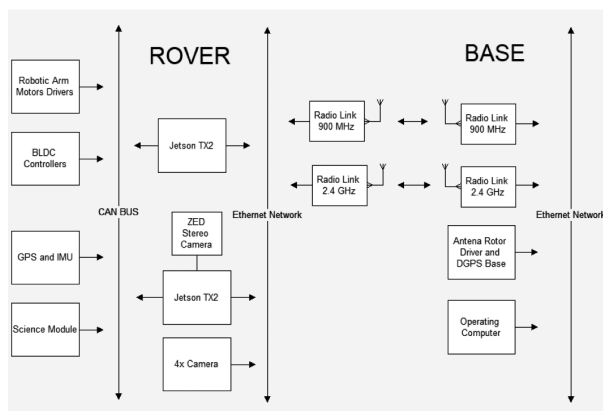 ROVER
BASE
Robotic Arm
Motors Drivers
BLDC
Controllers
GPS and IMU
Science Module
CAN BUS
Jetson TX2
ZED
Stereo
Camera
Jetson TX2
4x Camera
Ethernet Network
Radio Link
900 MHz
Radio Link
2.4 GHz
Radio Link
900 MHz
Radio Link
2.4 GHz
Antena Rotor
Driver and
DGPS Base
Operating
Computer
Ethernet Network